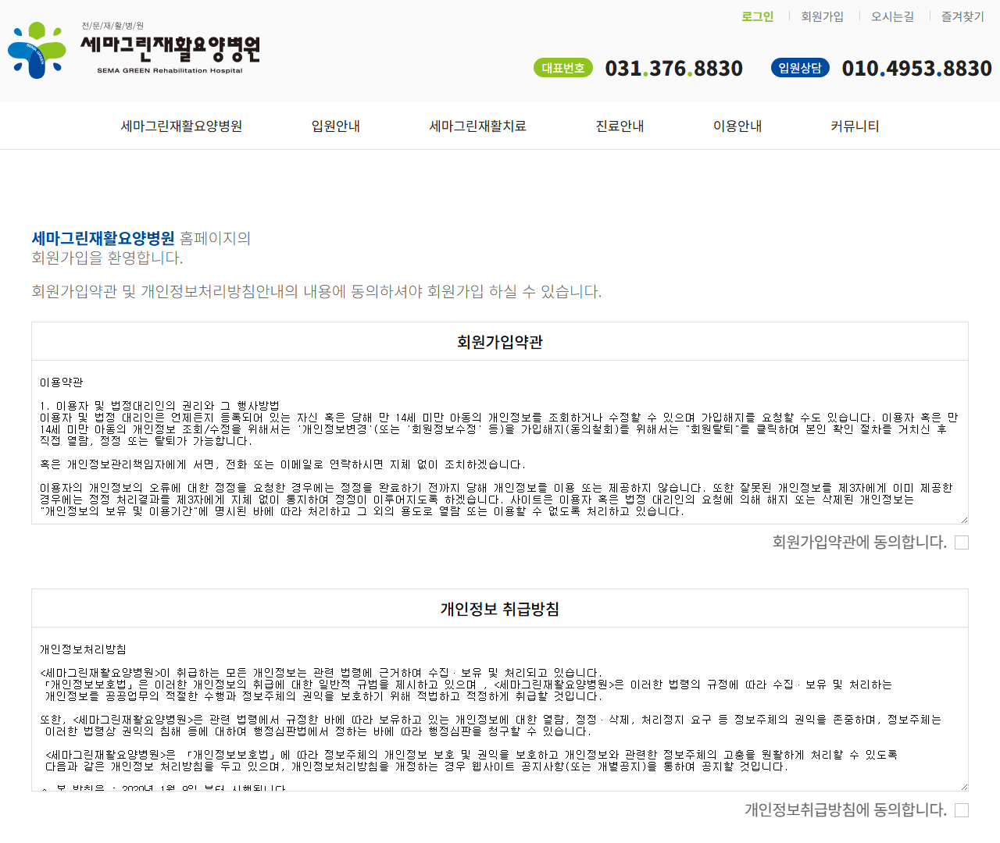 로그인 회원가입 오시는길 즐겨찾기
전/문/재/활/병/원
세마그린재활요양병원
SEMA GREEN Rehabilitation Hospital
SEMA GREEN
대표번호 031.376.8830 입원상담 010.4953.8830
세마그린재활요양병원 입원안내 세마그린재활치료 진료안내 이용안내 커뮤니티
세마그린재활요양병원 홈페이지의
회원가입을 환영합니다.
회원가입약관 및 개인정보처리방침안내의 내용에 동의하셔야 회원가입 하실 수 있습니다.
회원가입약관
이용약관
1. 이용자 및 법정대리인의 권리와 그 행사방법
이용자 및 법정 대리인은 언제든지 등록되어 있는 자신 혹은 당해 만 14세 미만 아동의 개인정보를 조회하거나 수정할 수 있으며 가입해지를 요청할 수도 있습니다. 이용자 혹은 만
14세 미만 아동의 개인정보 조회/수정을 위해서는 '개인정보변경'(또는 '회원정보수정' 등)을 가입해지(동의철회)를 위해서는 "회원탈퇴"를 클릭하여 본인 확인 절차를 거치신 후
직접 열람, 정정 또는 탈퇴가 가능합니다.
혹은 개인정보관리책임자에게 서면, 전화 또는 이메일로 연락하시면 지체 없이 조치하겠습니다.
이용자의 개인정보의 오류에 대한 정정을 요청한 경우에는 정정을 완료하기 전까지 당해 개인정보를 이용 또는 제공하지 않습니다. 또한 잘못된 개인정보를 제3자에게 이미 제공한
경우에는 정정 처리결과를 제3자에게 지체 없이 통지하여 정정이 이루어지도록 하겠습니다. 사이트은 이용자 혹은 법정 대리인의 요청에 의해 해지 또는 삭제된 개인정보는
"개인정보의 보유 및 이용기간"에 명시된 바에 따라 처리하고 그 외의 용도로 열람 또는 이용할 수 없도록 처리하고 있습니다.
회원가입약관에 동의합니다.
개인정보 취급방침
개인정보처리방침
<세마그린재활요양병원>이 취급하는 모든 개인정보는 관련 법령에 근거하여 수집·보유 및 처리되고 있습니다.
「개인정보보호법」은 이러한 개인정보의 취급에 대한 일반적 규범을 제시하고 있으며 , <세마그린재활요양병원>은 이러한 법령의 규정에 따라 수집·보유 및 처리하는
개인정보를 공공업무의 적절한 수행과 정보주체의 권익을 보호하기 위해 적법하고 적정하게 취급할 것입니다.
또한, <세마그린재활요양병원>은 관련 법령에서 규정한 바에 따라 보유하고 있는 개인정보에 대한 열람, 정정·삭제, 처리정지 요구 등 정보주체의 권익을 존중하며, 정보주체는
이러한 법령상 권익의 침해 등에 대하여 행정심판법에서 정하는 바에 따라 행정심판을 청구할 수 있습니다.
<세마그린재활요양병원>은 「개인정보보호법」에 따라 정보주체의 개인정보 보호 및 권익을 보호하고 개인정보와 관련한 정보주체의 고충을 원활하게 처리할 수 있도록
다음과 같은 개인정보 처리방침을 두고 있으며, 개인정보처리방침을 개정하는 경우 웹사이트 공지사항(또는 개별공지)을 통하여 공지할 것입니다.
○ 본 방침은 : 2020년 1월 9일 부터 시행됩니다
개인정보취급방침에 동의합니다.